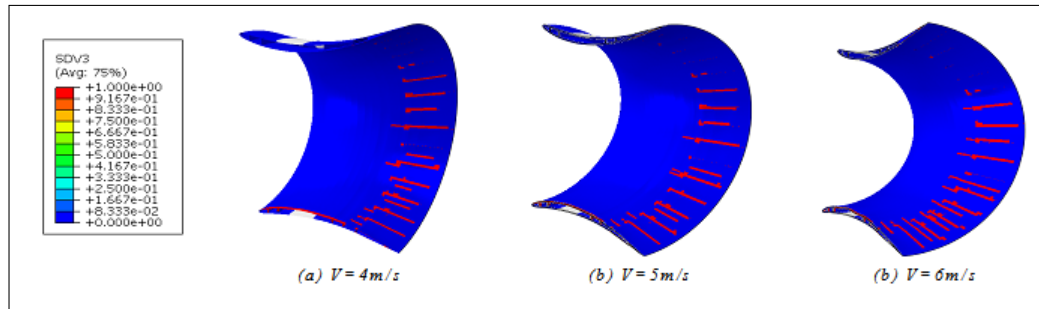 SDV3
(Avg: 75%)
+1.000e+00
+9.167e-01
+8.333e-01
+7.500e-01
+6.667e-01
+5.833e-01
+5.000e-01
+4.167e-01
+3.333e-01
+2.500e-01
+1.667e-01
+8.333e-02
+0.000e+00
(a) V = 4m/s
(b) V = 5m/s
(b) V = 6m/s